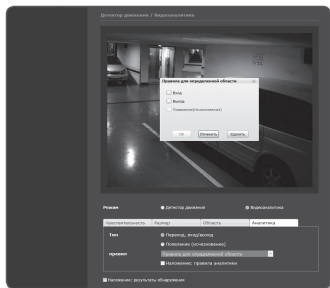 Детектор движения / Видеоаналитика
Правила для определенной области
Вход
Выход
Появление(Исчезновение)
OK
Отменить
Удалить
Режим
Детектор движения
Видеоаналитика
Чувствительность
Размер
Область
Аналитика
Тип
Переход, вход/выход
Появление (исчезновение)
правил
Правила для определенной области
Наложение: правила аналитики
Наложение: результаты обнаружения